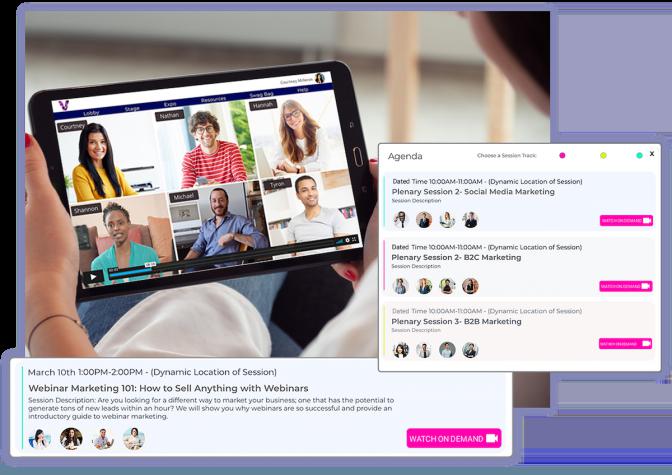 Courtney McManus
Lobby Stage Expo Resources Swag Bag Help
Courtney
Nathan
Hannah
Shannon
Michael
Tyron
Agenda
Choose a Session Track:
X
Dated Time 10:00AM-11:00AM - (Dynamic Location of Session)
Plenary Session 2- Social Media Marketing
Session Description
WATCH ON DEMAND
Dated Time 10:00AM-11:00AM - (Dynamic Location of Session)
Plenary Session 2- B2C Marketing
Session Description
WATCH ON DEMAND
Dated Time 10:00AM-11:00AM - (Dynamic Location of Session)
Plenary Session 3- B2B Marketing
Session Description
WATCH ON DEMAND
March 10th 1:00PM-2:00PM - (Dynamic Location of Session)
Webinar Marketing 101: How to Sell Anything with Webinars
Session Description: Are you looking for a different way to market your business; one that has the potential to
generate tons of new leads within an hour? We will show you why webinars are so successful and provide an
introductory guide to webinar marketing.
WATCH ON DEMAND